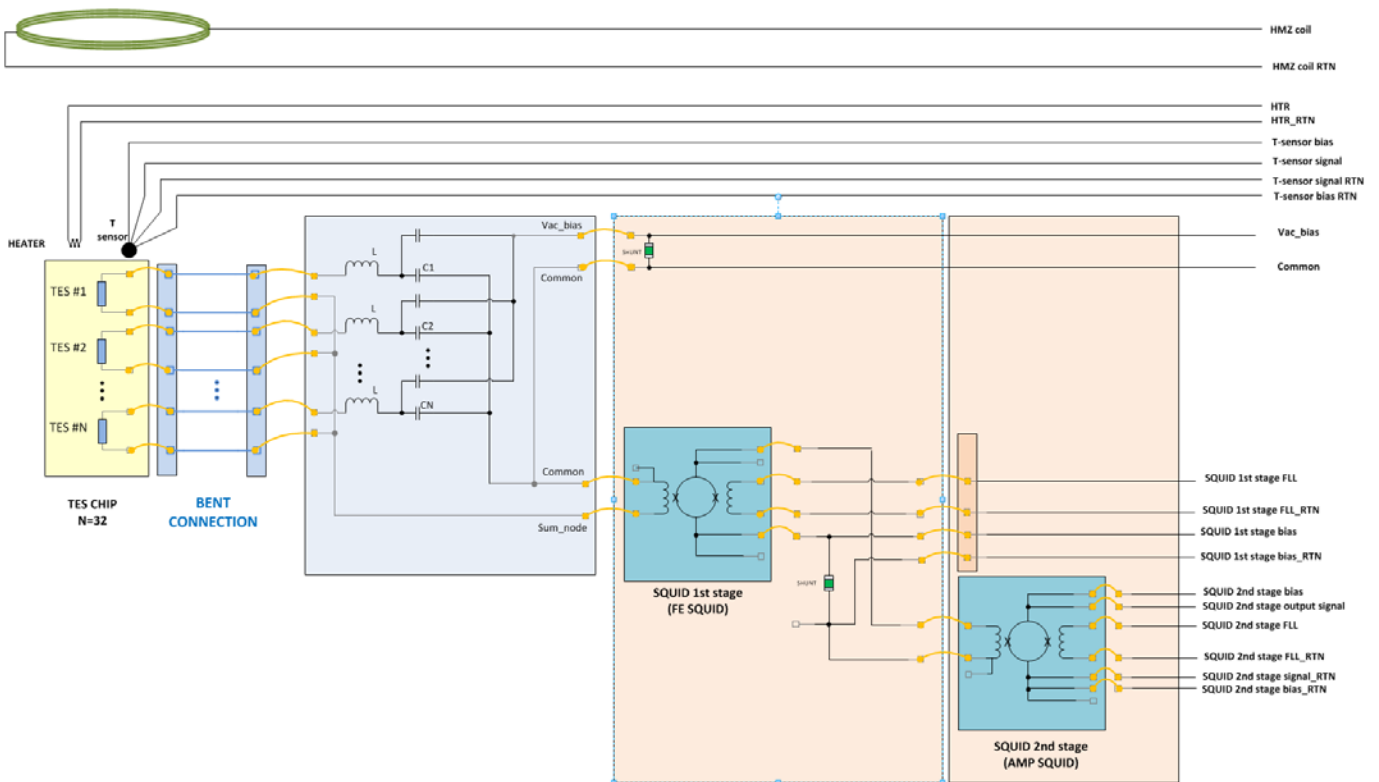 HMZ coil
HMZ coil RTN
HTR
HTR_RTN
T-sensor bias
T-sensor signal
T-sensor signal RTN
T-sensor bias RTN
HEATER
T
sensor
Vac_bias
SHUNT
Vac_bias
Common
Common
TES #1
TES #2
TES #N
L
C1
L
C2
L
CN
TES CHIP
N=32
BENT
CONNECTION
Common
Sum_node
SQUID 1st stage
(FE SQUID)
SHUNT
SQUID 1st stage FLL
SQUID 1st stage FLL_RTN
SQUID 1st stage bias
SQUID 1st stage bias_RTN
SQUID 2nd stage bias
SQUID 2nd stage output signal
SQUID 2nd stage FLL
SQUID 2nd stage FLL_RTN
SQUID 2nd stage signal_RTN
SQUID 2nd stage bias_RTN
SQUID 2nd stage
(AMP SQUID)